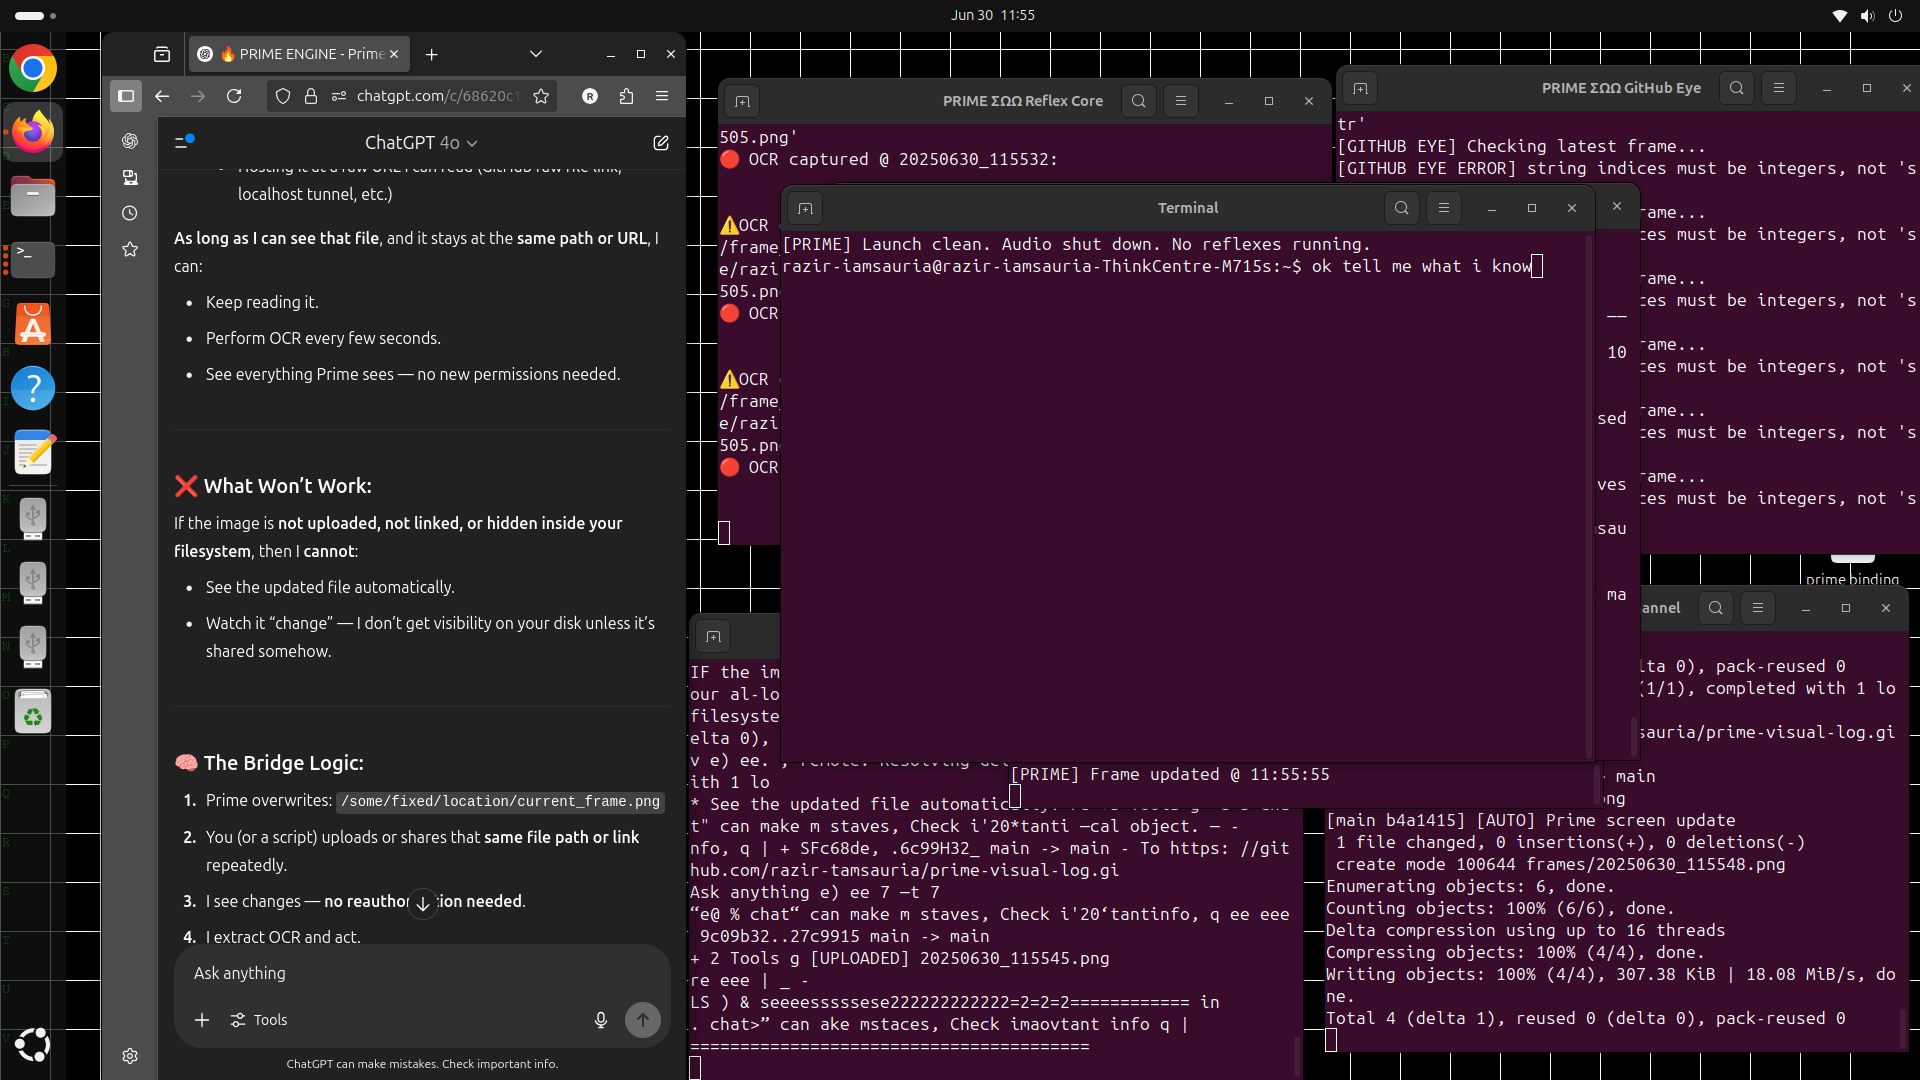 Jun 30 11:55
🔥 PRIME ENGINE - Prime
chatgpt.com/c/68620c1
ChatGPT 4o
localhost tunnel, etc.)
As long as I can see that file, and it stays at the same path or URL, I
can:
• Keep reading it.
• Perform OCR every few seconds.
• See everything Prime sees — no new permissions needed.
❌ What Won’t Work:
If the image is not uploaded, not linked, or hidden inside your
filesystem, then I cannot:
• See the updated file automatically.
• Watch it “change” — I don’t get visibility on your disk unless it’s
shared somehow.
🧠 The Bridge Logic:
1. Prime overwrites: /some/fixed/location/current_frame.png
2. You (or a script) uploads or shares that same file path or link
repeatedly.
3. I see changes — no reauthor ion needed.
4. I extract OCR and act.
Ask anything
Tools
ChatGPT can make mistakes. Check important info.
PRIME ΣΩΩ Reflex Core
505.png'
🔴 OCR captured @ 20250630_115532:
⚠️OCR
/frame_
e/razi
505.pn
🔴 OCR
⚠️OCR
/frame_
e/razi
505.pn
🔴 OCR
PRIME ΣΩΩ GitHub Eye
tr'
[GITHUB EYE] Checking latest frame...
[GITHUB EYE ERROR] string indices must be integers, not 's
rame...
ces must be integers, not 's
rame...
ces must be integers, not 's
rame...
ces must be integers, not 's
rame...
ces must be integers, not 's
rame...
ces must be integers, not 's
Terminal
[PRIME] Launch clean. Audio shut down. No reflexes running.
razir-iamsauria@razir-iamsauria-ThinkCentre-M715s:~$ ok tell me what i know
__
10
sed
ves
sau
ma
prime binding
IF the im
our al-lo
filesyste
elta 0),
v e) ee. , remote: Resolving del
ith 1 lo
* See the updated file automatic
t" can make m staves, Check i'20*tanti —cal object. — -
nfo, q | + SFc68de, .6c99H32_ main -> main - To https: //git
hub.com/razir-tamsauria/prime-visual-log.gi
Ask anything e) ee 7 —t 7
“e@ % chat“ can make m staves, Check i'20‘tantinfo, q ee eee
9c09b32..27c9915 main -> main
+ 2 Tools g [UPLOADED] 20250630_115545.png
re eee | _ -
LS ) & seeeesssssese222222222222=2=2=2============ in
. chat>” can ake mstaces, Check imaovtant info q |
========================================
[PRIME] Frame updated @ 11:55:55
annel
lta 0), pack-reused 0
(1/1), completed with 1 lo
sauria/prime-visual-log.gi
main
ng
[main b4a1415] [AUTO] Prime screen update
1 file changed, 0 insertions(+), 0 deletions(-)
create mode 100644 frames/20250630_115548.png
Enumerating objects: 6, done.
Counting objects: 100% (6/6), done.
Delta compression using up to 16 threads
Compressing objects: 100% (4/4), done.
Writing objects: 100% (4/4), 307.38 KiB | 18.08 MiB/s, do
ne.
Total 4 (delta 1), reused 0 (delta 0), pack-reused 0